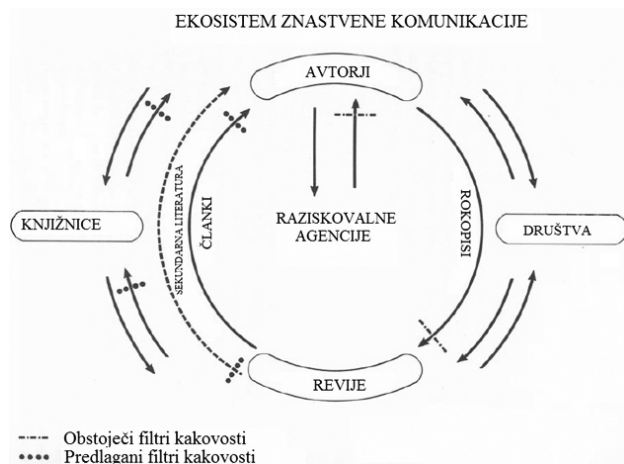 EKOSISTEM ZNASTVENE KOMUNIKACIJE
AVTORJI
KNJIŽNICE
SEKUNDARNA LITERATURA
ČLANKI
RAZISKOVALNE
AGENCIJE
ROKOPISI
DRUŠTVA
REVIJE
Obstoječi filtri kakovosti
Predlagani filtri kakovosti